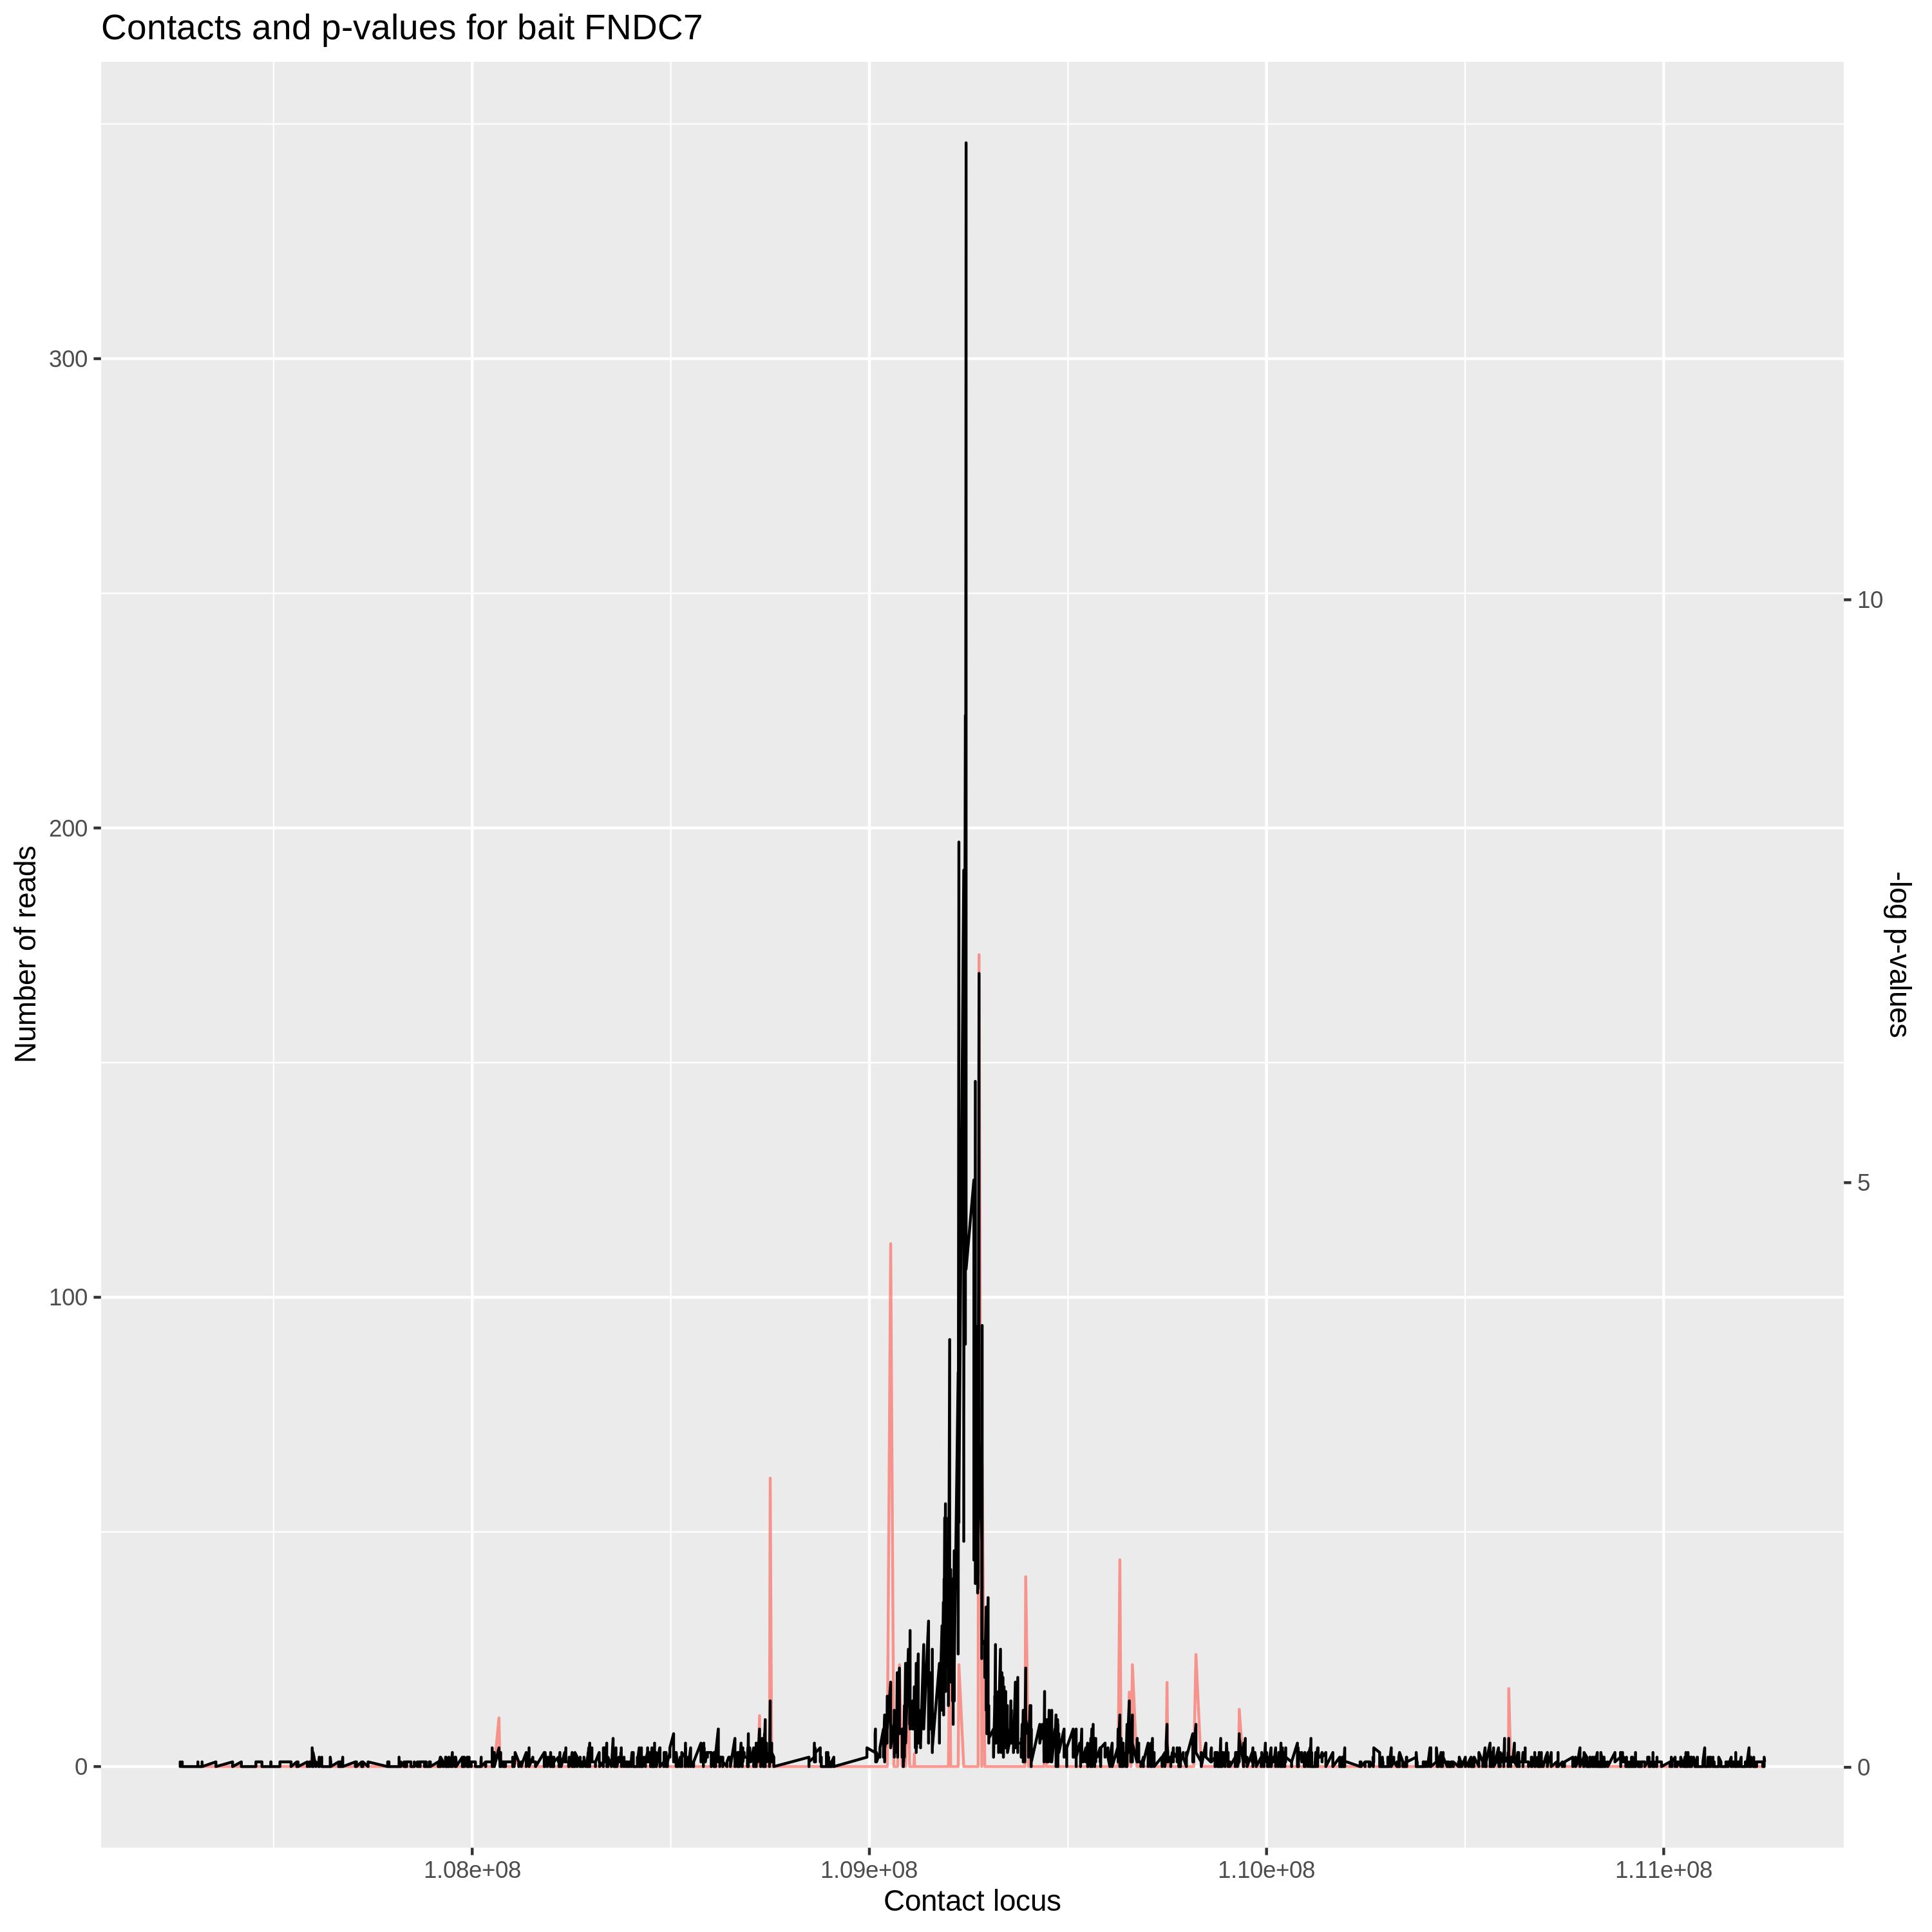 Contacts and p-values for bait FNDC7
300
200
100
0
Number of reads
10
5
0
-log p-values
1.08e+08
1.09e+08
1.10e+08
1.11e+08
Contact locus